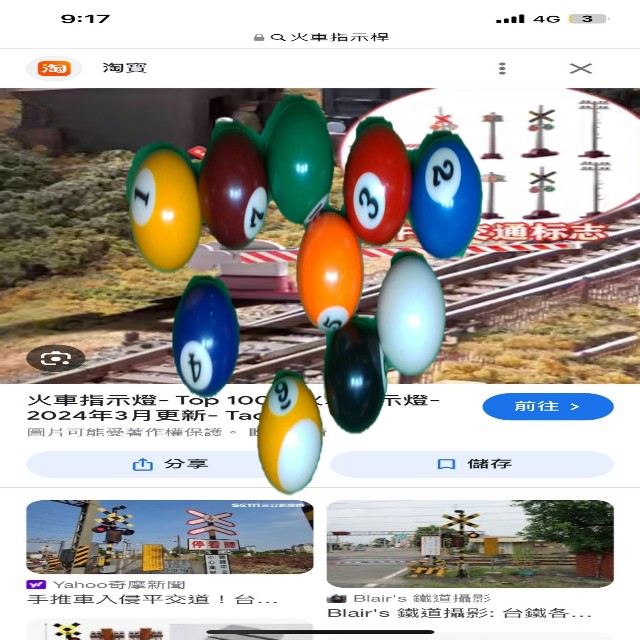 9:17
4G
3
火車指示桿
淘
淘寶
交通标志
1
7
3
2
5
4
9
火車指示燈- Top 100
示燈-
2024年3月更新- Tao
圖片可能受著作權保護。
前往 >
分享
儲存
停看聽
Yahoo奇摩新聞
手推車入侵平交道！台...
Blair's 鐵道攝影
Blair's 鐵道攝影: 台鐵各...